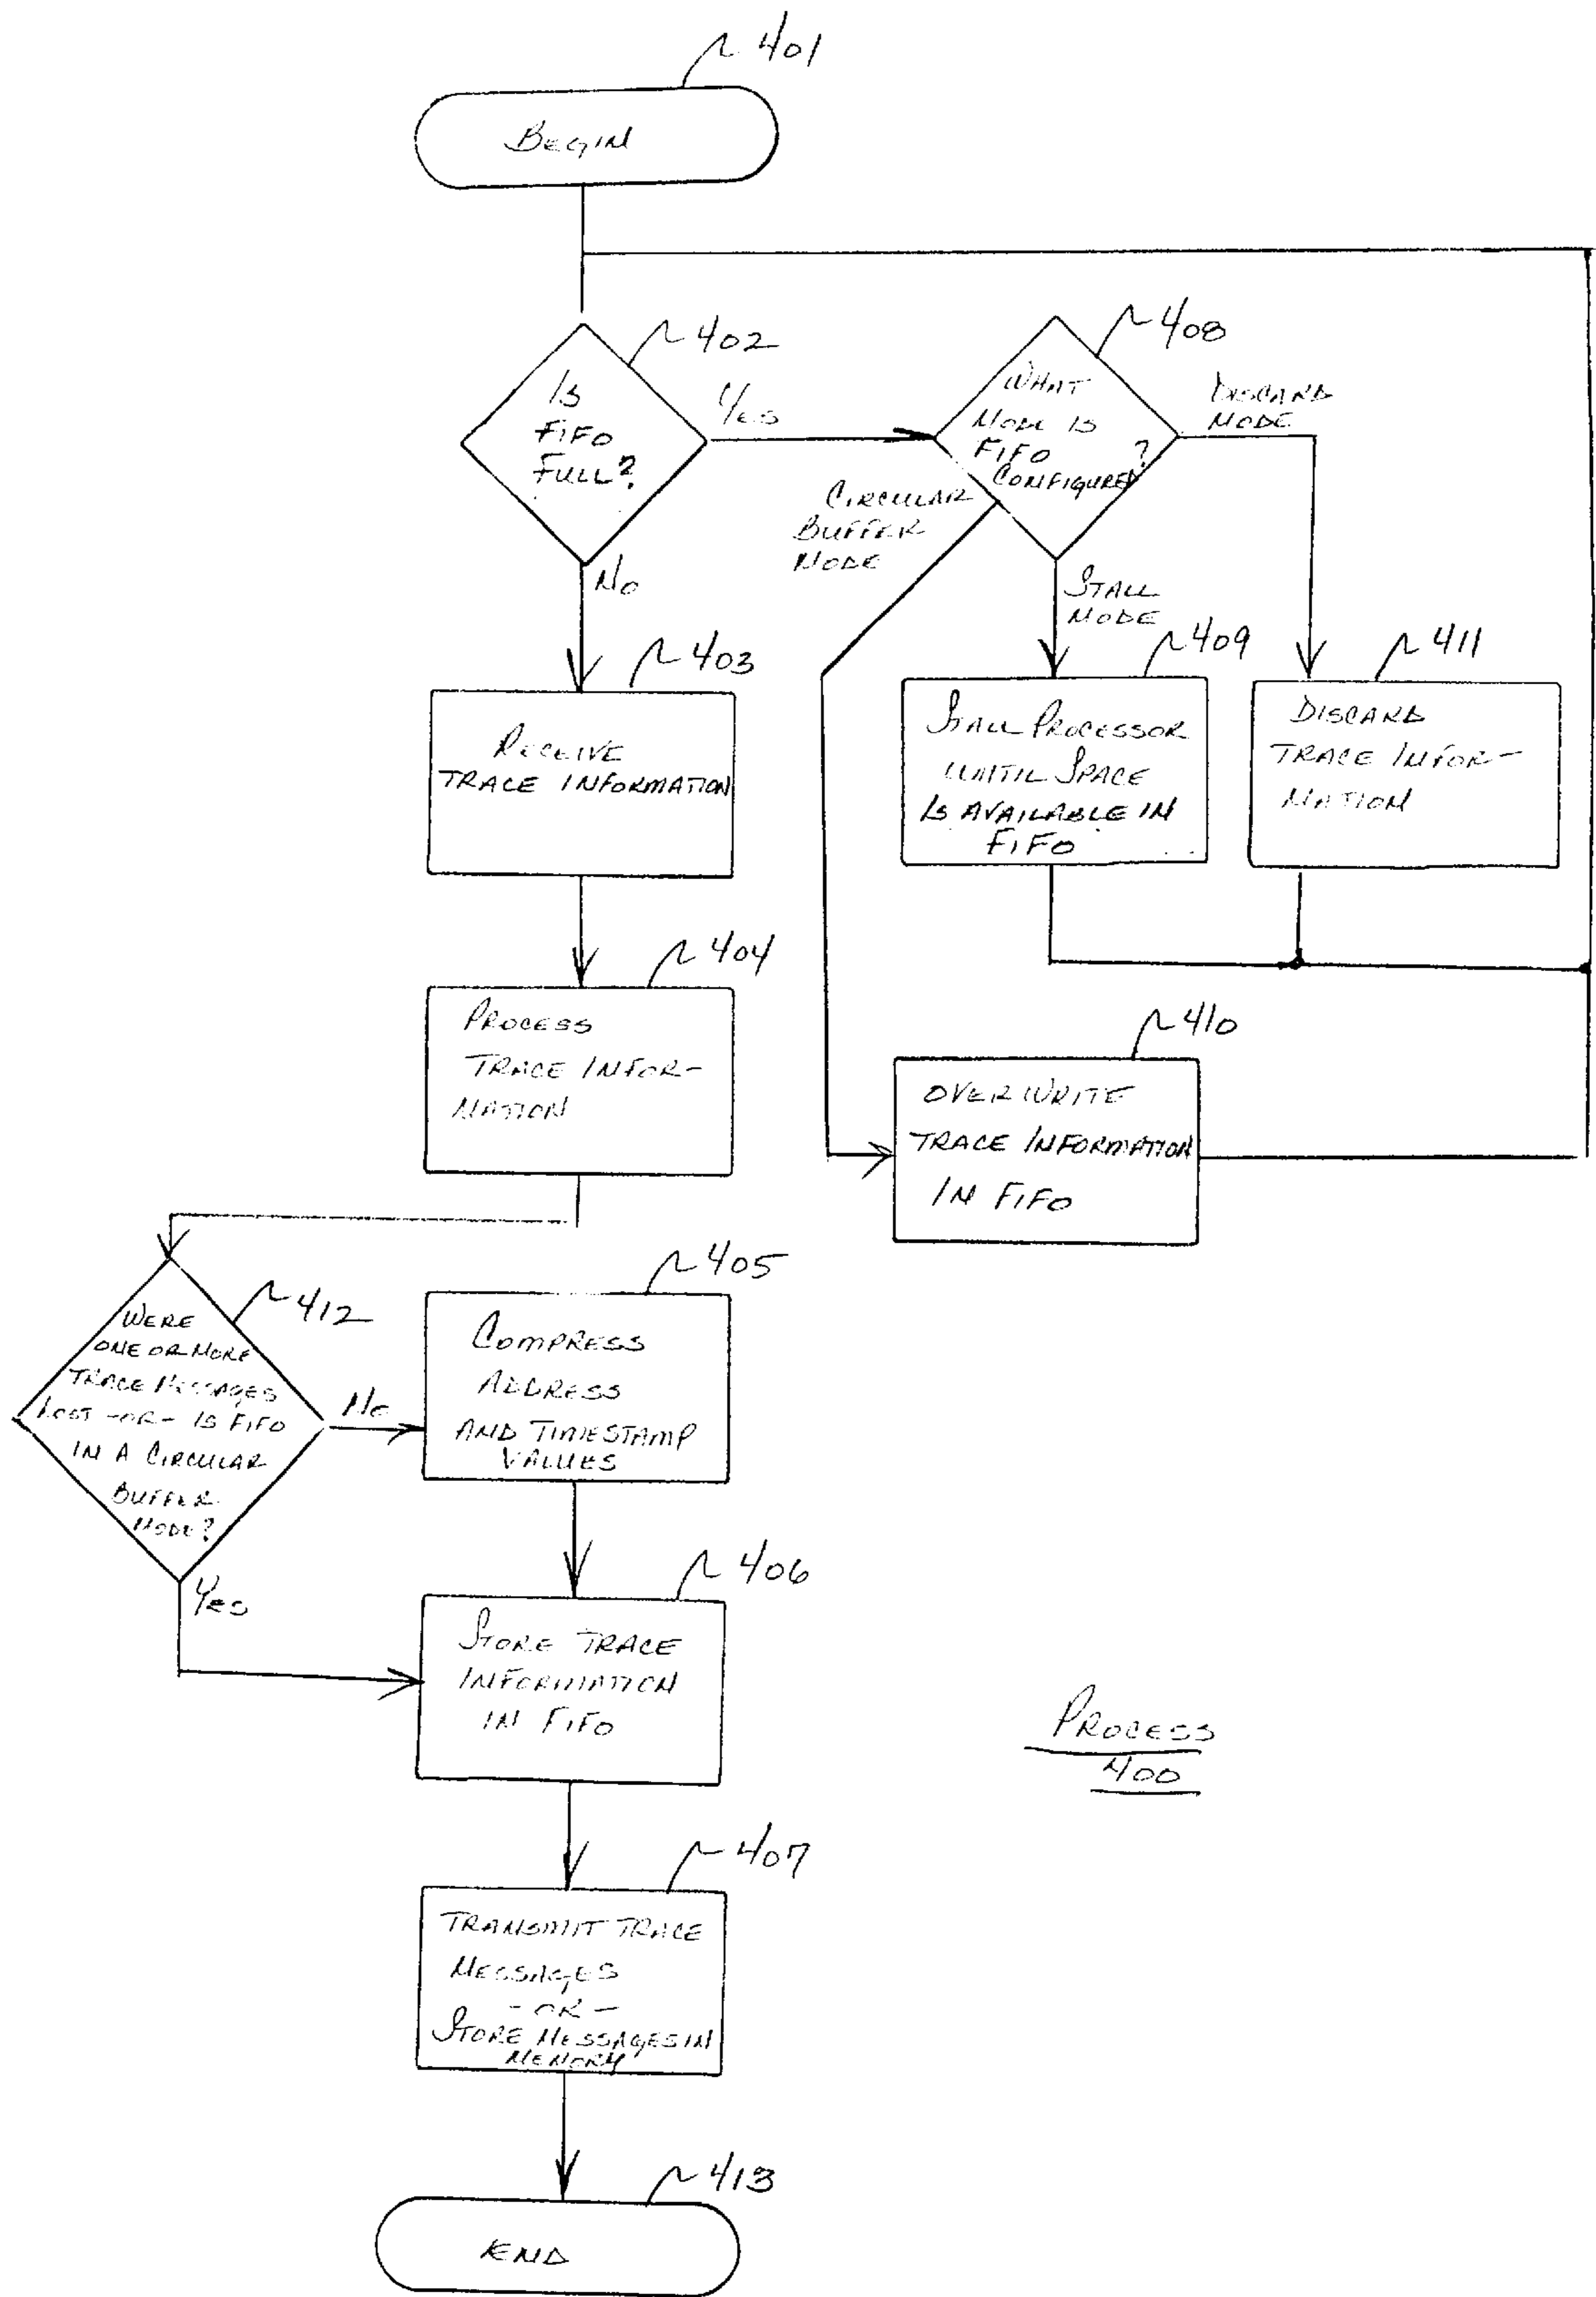 401
BEGIN
402
IS
FIFO
FULL?
YES
NO
408
WHAT
MODE IS
FIFO
CONFIGURED?
DISCARD
MODE
CIRCULAR
BUFFER
MODE
STALL
MODE
403
RECEIVE
TRACE INFORMATION
409
STALL PROCESSOR
UNTIL SPACE
IS AVAILABLE IN
FIFO
411
DISCARD
TRACE INFOR-
MATION
404
PROCESS
TRACE INFOR-
MATION
410
OVERWRITE
TRACE INFORMATION
IN FIFO
412
WERE
ONE OR MORE
TRACE MESSAGES
LOST -OR- IS FIFO
IN A CIRCULAR
BUFFER
MODE?
NO
YES
405
COMPRESS
ADDRESS
AND TIMESTAMP
VALUES
406
STORE TRACE
INFORMATION
IN FIFO
PROCESS
400
407
TRANSMIT TRACE
MESSAGES
-OR-
STORE MESSAGES IN
MEMORY
413
END